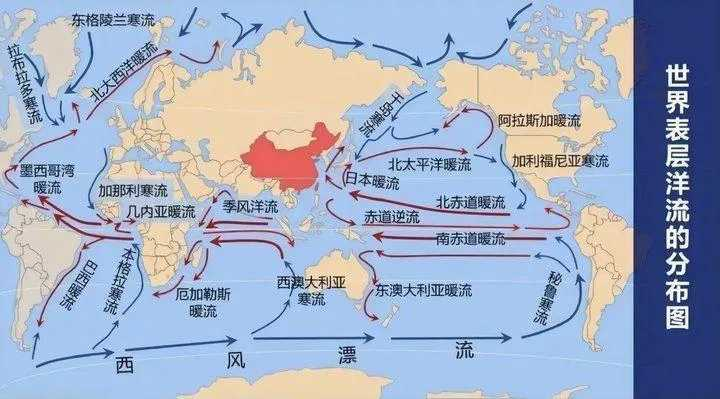 世界表层洋流的分布图
东格陵兰寒流
拉布拉多寒流
北大西洋暖流
千岛寒流
阿拉斯加暖流
北太平洋暖流
加利福尼亚寒流
墨西哥湾
暖流
加那利寒流
日本暖流
几内亚暖流
季风洋流
北赤道暖流
赤道逆流
南赤道暖流
巴西暖流
本格拉寒流
厄加勒斯
暖流
西澳大利亚
寒流
东澳大利亚暖流
秘鲁寒流
西风漂流